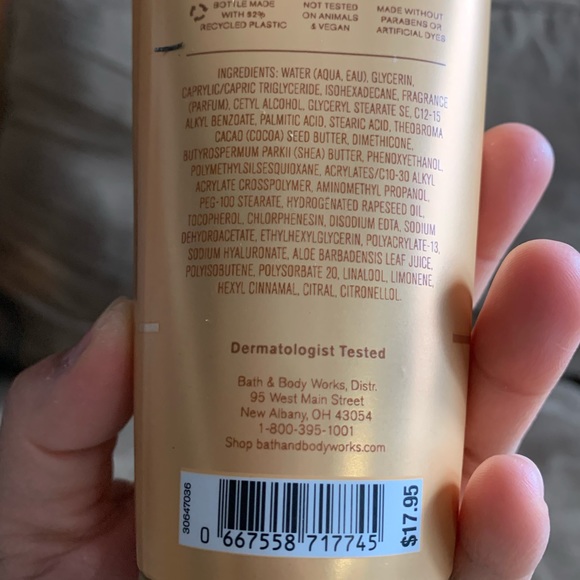 BOTTLE MADE
WITH 92%
RECYCLED PLASTIC
NOT TESTED
ON ANIMALS
& VEGAN
MADE WITHOUT
PARABENS OR
ARTIFICIAL DYES
INGREDIENTS: WATER (AQUA, EAU), GLYCERIN,
CAPRYLIC/CAPRIC TRIGLYCERIDE, ISOHEXADECANE, FRAGRANCE
(PARFUM), CETYL ALCOHOL, GLYCERYL STEARATE SE, C12-15
ALKYL BENZOATE, PALMITIC ACID, STEARIC ACID, THEOBROMA
CACAO (COCOA) SEED BUTTER, DIMETHICONE,
BUTYROSPERMUM PARKII (SHEA) BUTTER, PHENOXYETHANOL,
POLYMETHYLSILSESQUIOXANE, ACRYLATES/C10-30 ALKYL
ACRYLATE CROSSPOLYMER, AMINOMETHYL PROPANOL,
PEG-100 STEARATE, HYDROGENATED RAPESEED OIL,
TOCOPHEROL, CHLORPHENESIN, DISODIUM EDTA, SODIUM
DEHYDROACETATE, ETHYLHEXYLGLYCERIN, POLYACRYLATE-13,
SODIUM HYALURONATE, ALOE BARBADENSIS LEAF JUICE,
POLYISOBUTENE, POLYSORBATE 20, LINALOOL, LIMONENE,
HEXYL CINNAMAL, CITRAL, CITRONELLOL.
Dermatologist Tested
Bath & Body Works, Distr.
95 West Main Street
New Albany, OH 43054
1-800-395-1001
Shop bathandbodyworks.com
30647036
0 667558 717745
$17.95